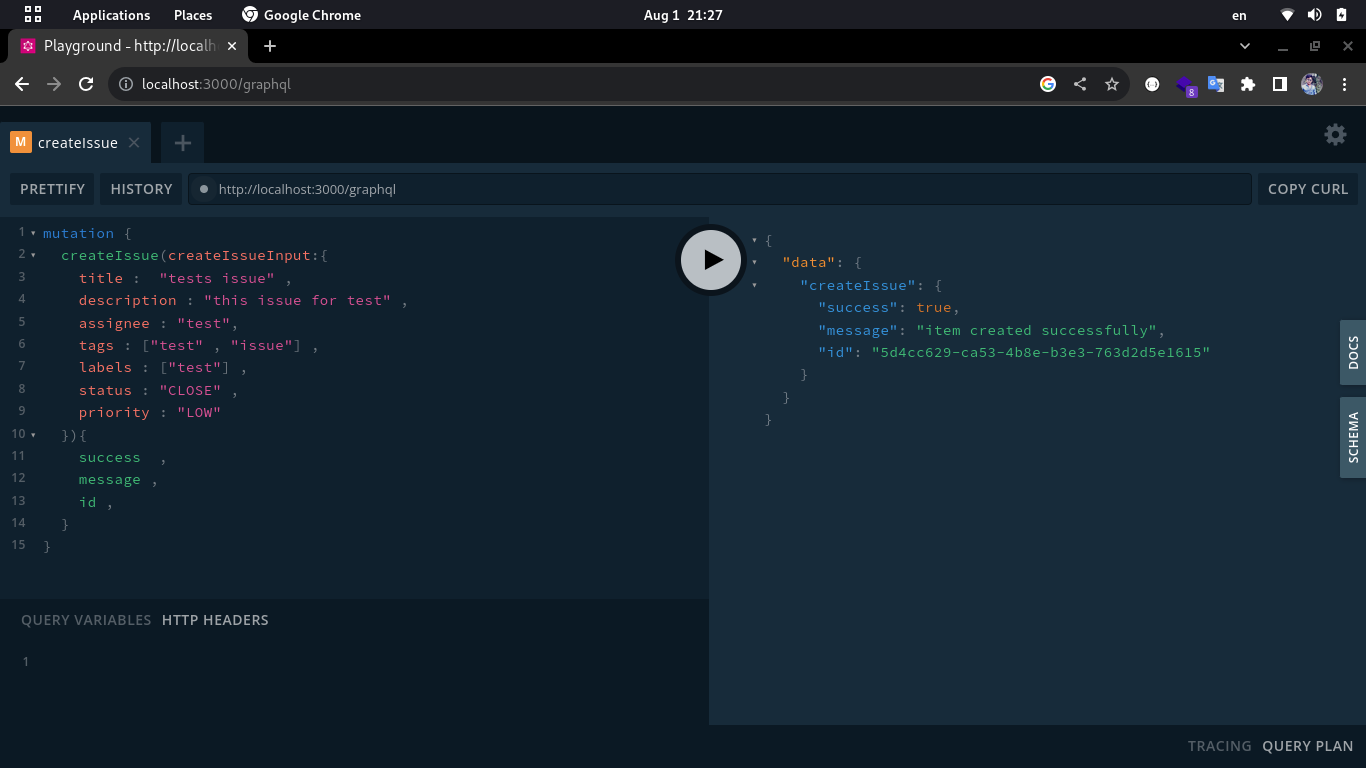 Applications Places Google Chrome Aug 1 21:27 en
Playground - http://localh
localhost:3000/graphql
8
M createIssue
PRETTIFY HISTORY http://localhost:3000/graphql COPY CURL
1 mutation {
2 createIssue(createIssueInput:{
3 title :  "tests issue" ,
4 description : "this issue for test" ,
5 assignee : "test",
6 tags : ["test" , "issue"] ,
7 labels : ["test"] ,
8 status : "CLOSE" ,
9 priority : "LOW"
10 }){
11 success  ,
12 message ,
13 id ,
14 }
15 }
{
"data": {
"createIssue": {
"success": true,
"message": "item created successfully",
"id": "5d4cc629-ca53-4b8e-b3e3-763d2d5e1615"
}
}
}
DOCS
SCHEMA
QUERY VARIABLES HTTP HEADERS
1
TRACING QUERY PLAN